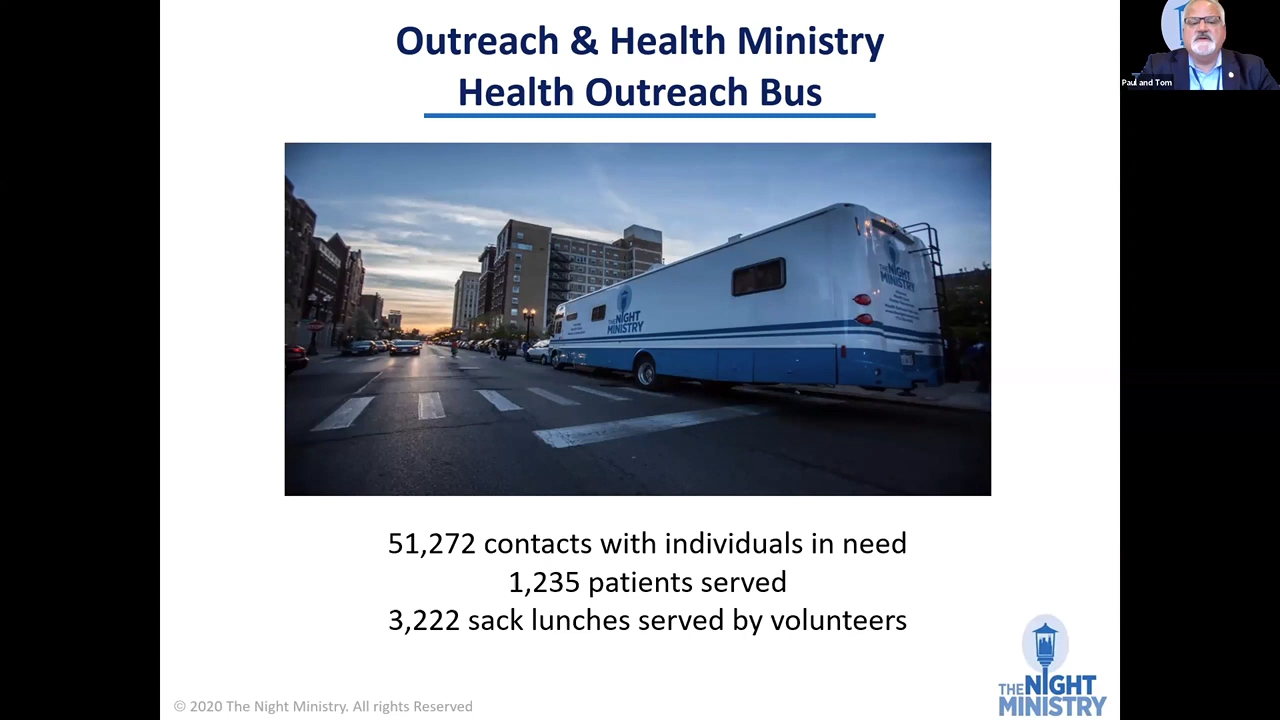 Outreach & Health Ministry
Health Outreach Bus
Paul and Tom
THE NIGHT
MINISTRY
THE NIGHT
MINISTRY
51,272 contacts with individuals in need
1,235 patients served
3,222 sack lunches served by volunteers
© 2020 The Night Ministry. All rights Reserved
THE NIGHT
MINISTRY